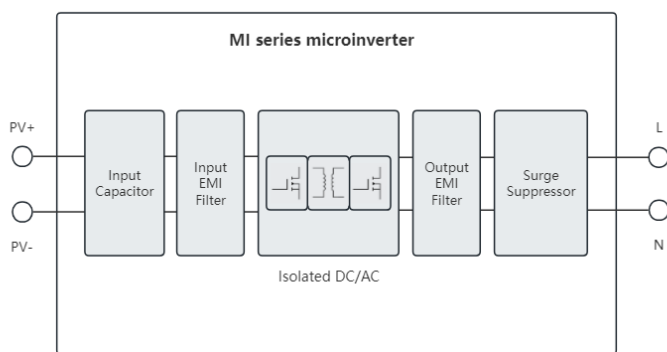 MI series microinverter
PV+
PV-
Input
Capacitor
Input
EMI
Filter
Isolated DC/AC
Output
EMI
Filter
Surge
Suppressor
L
N